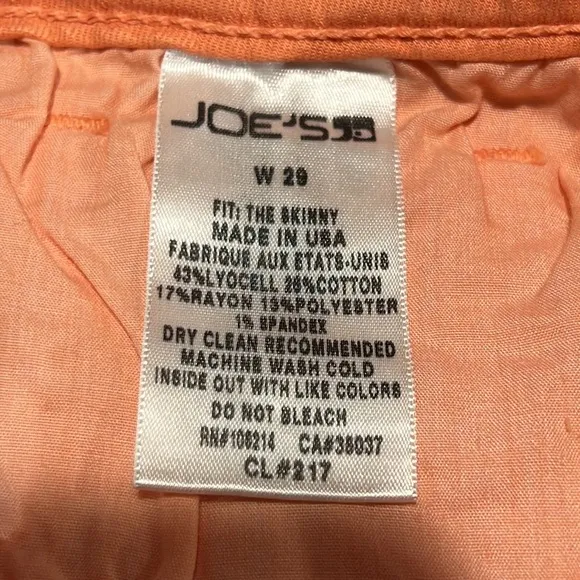 JOE'S
W 29
FIT: THE SKINNY
MADE IN USA
FABRIQUE AUX ETATS-UNIS
43%LYOCELL 26%COTTON
17%RAYON 13%POLYESTER
1% SPANDEX
DRY CLEAN RECOMMENDED
MACHINE WASH COLD
INSIDE OUT WITH LIKE COLORS
DO NOT BLEACH
RN#106214 CA#38037
CL#217